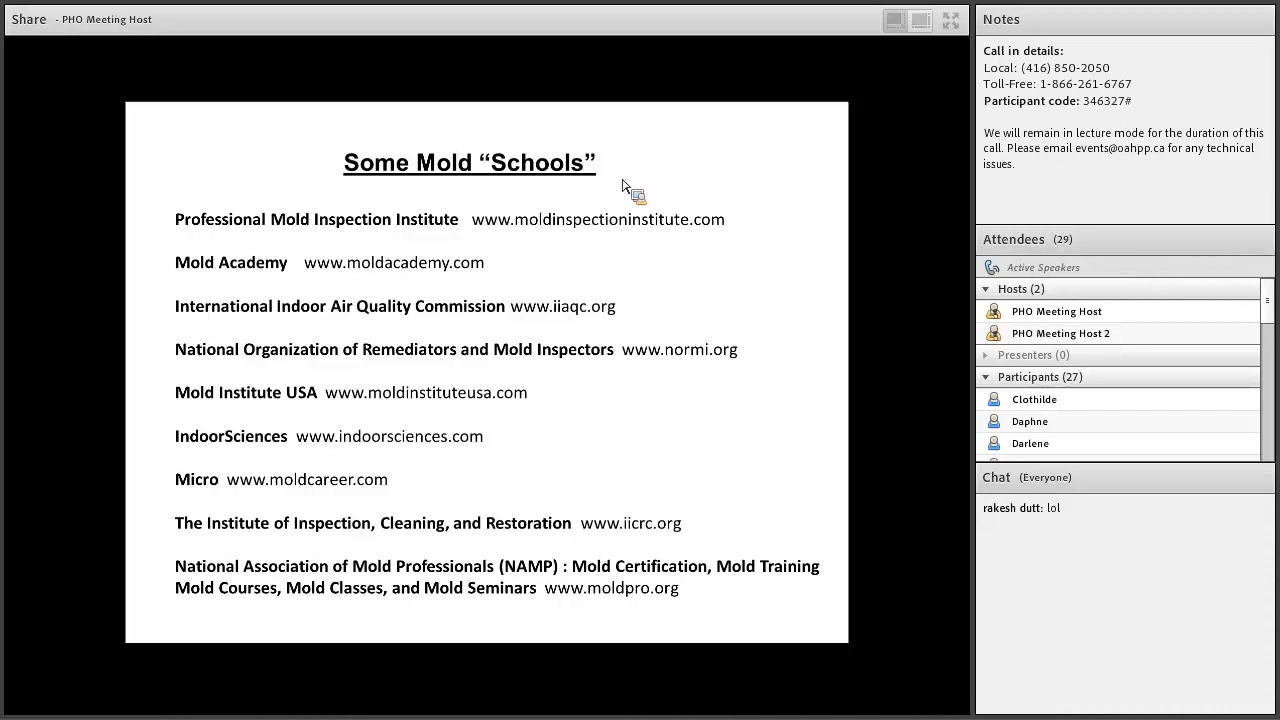 Share - PHO Meeting Host
Some Mold “Schools”
Professional Mold Inspection Institute www.moldinspectioninstitute.com
Mold Academy www.moldacademy.com
International Indoor Air Quality Commission www.iiaqc.org
National Organization of Remediators and Mold Inspectors www.normi.org
Mold Institute USA www.moldinstituteusa.com
IndoorSciences www.indoorsciences.com
Micro www.moldcareer.com
The Institute of Inspection, Cleaning, and Restoration www.iicrc.org
National Association of Mold Professionals (NAMP) : Mold Certification, Mold Training
Mold Courses, Mold Classes, and Mold Seminars www.moldpro.org
Notes
Call in details:
Local: (416) 850-2050
Toll-Free: 1-866-261-6767
Participant code: 346327#
We will remain in lecture mode for the duration of this
call. Please email events@oahpp.ca for any technical
issues.
Attendees (29)
Active Speakers
Hosts (2)
PHO Meeting Host
PHO Meeting Host 2
Presenters (0)
Participants (27)
Clothilde
Daphne
Darlene
Chat (Everyone)
rakesh dutt: lol